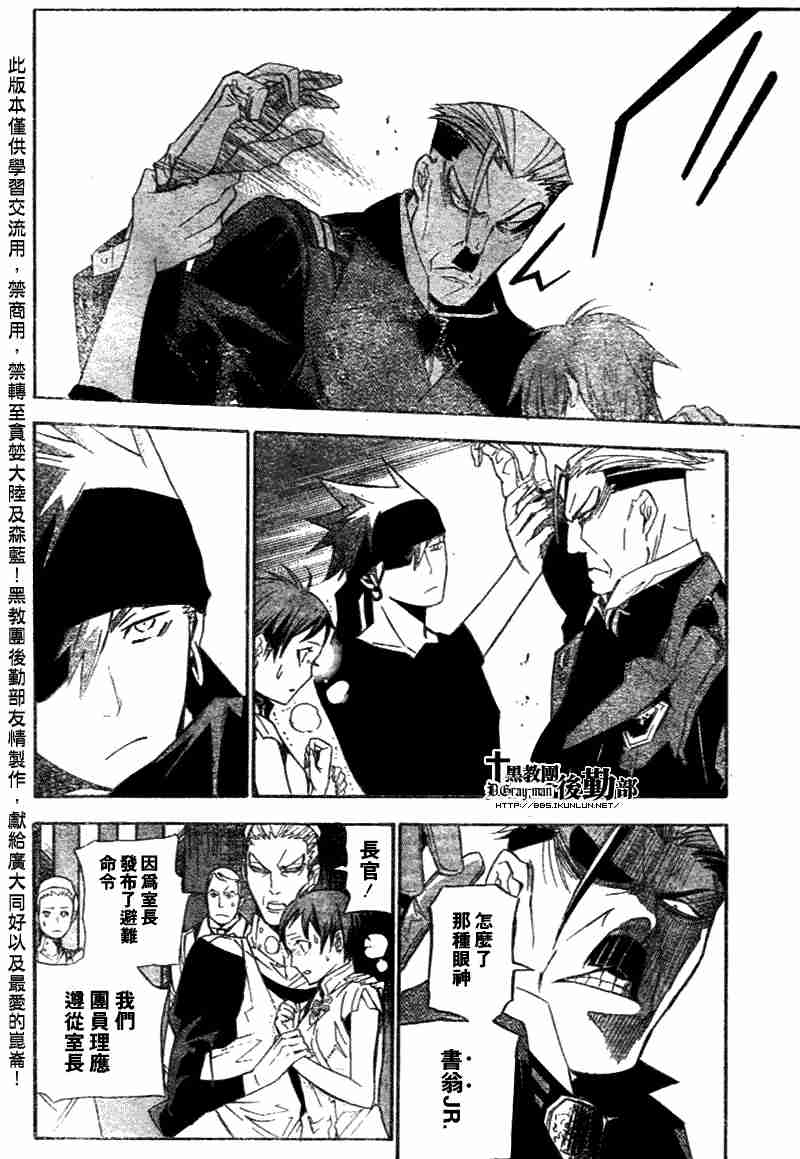 此版本僅供學習交流用，禁商用，禁轉至貪婪大陸及森藍！黑教團後勤部友情製作，獻給廣大同好以及最愛的崑崙！
十黑教團後勤部
D.Gray-man
HTTP://BBS.IKUNLUN.NET/
怎麼了
那種眼神
書翁JR.
長官！
因為室長
發布了避難
命令
我們
團員理應
遵從室長